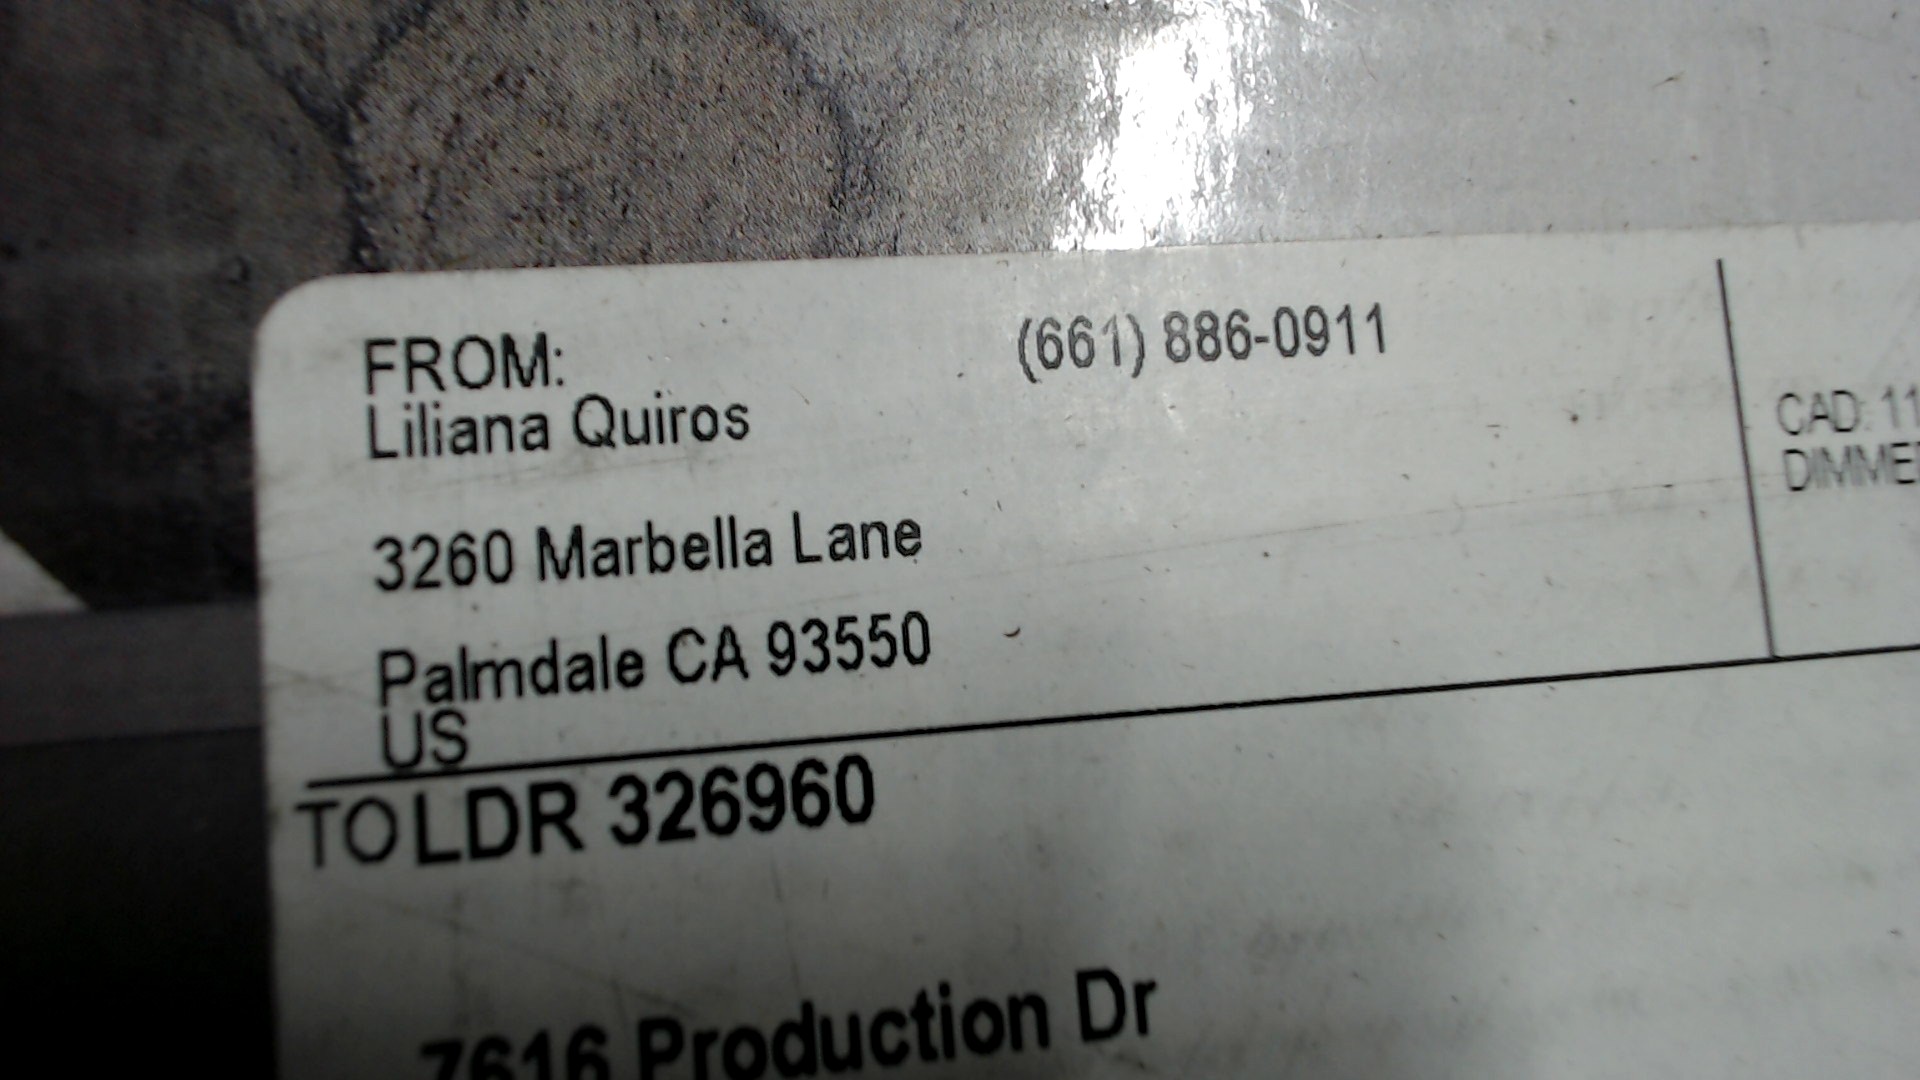 FROM:
Liliana Quiros
(661) 886-0911
3260 Marbella Lane
Palmdale CA 93550
US
CAD: 11
DIMME
TO LDR 326960
7616 Production Dr